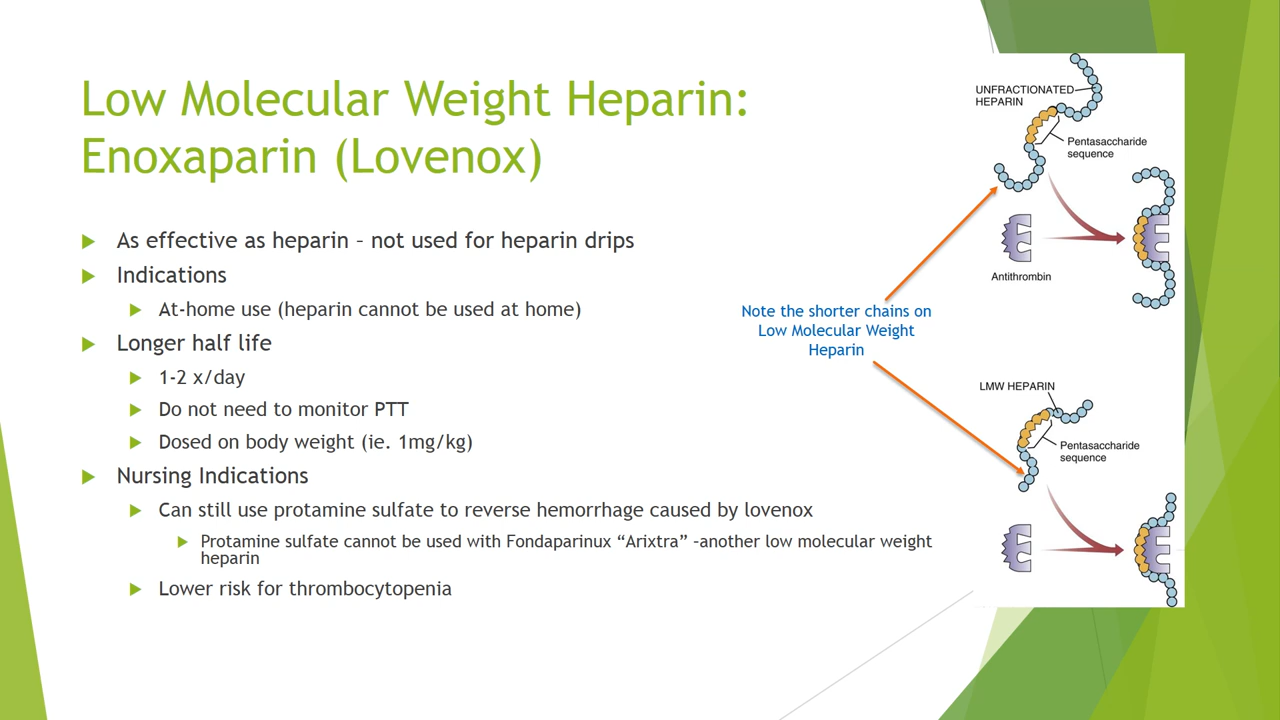 Low Molecular Weight Heparin:
Enoxaparin (Lovenox)
As effective as heparin – not used for heparin drips
Indications
At-home use (heparin cannot be used at home)
Longer half life
1-2 x/day
Do not need to monitor PTT
Dosed on body weight (ie. 1mg/kg)
Nursing Indications
Can still use protamine sulfate to reverse hemorrhage caused by lovenox
Protamine sulfate cannot be used with Fondaparinux “Arixtra” –another low molecular weight
heparin
Lower risk for thrombocytopenia
Note the shorter chains on
Low Molecular Weight
Heparin
UNFRACTIONATED
HEPARIN
Pentasaccharide
sequence
Antithrombin
LMW HEPARIN
Pentasaccharide
sequence